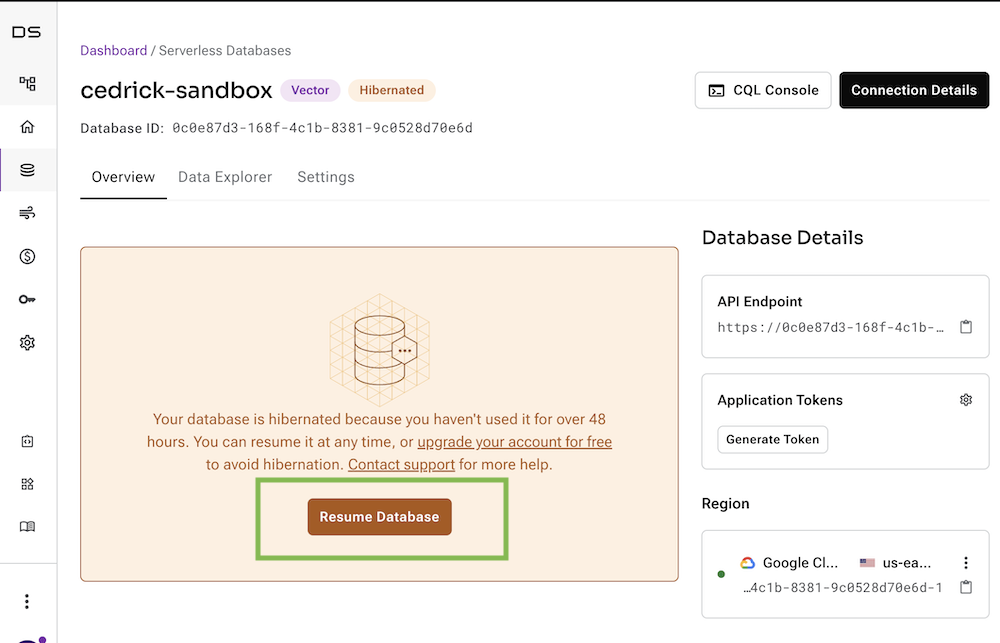 DS
Dashboard / Serverless Databases
cedrick-sandbox Vector Hibernated
CQL Console
Connection Details
Database ID: 0c0e87d3-168f-4c1b-8381-9c0528d70e6d
Overview Data Explorer Settings
Your database is hibernated because you haven't used it for over 48
hours. You can resume it at any time, or upgrade your account for free
to avoid hibernation. Contact support for more help.
Resume Database
Database Details
API Endpoint
https://0c0e87d3-168f-4c1b-…
Application Tokens
Generate Token
Region
Google Cl... us-ea...
…4c1b-8381-9c0528d70e6d-1